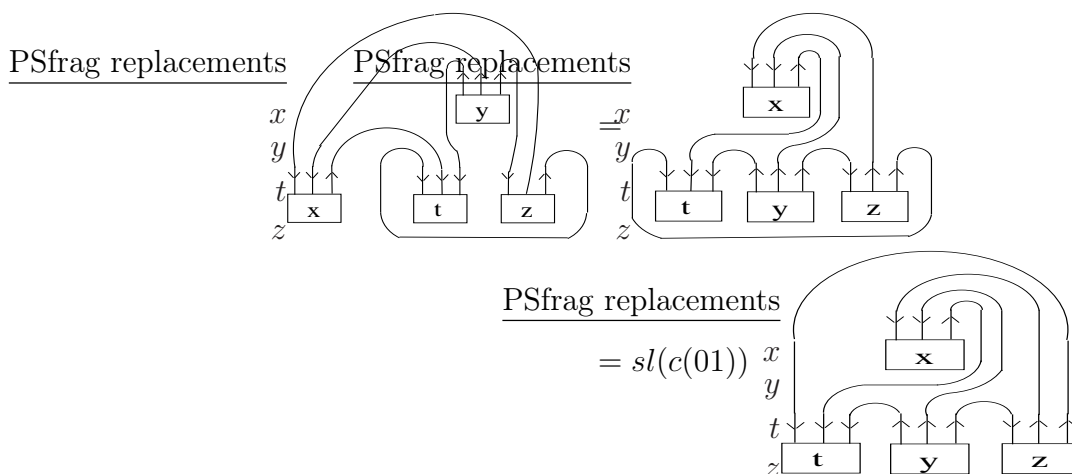 PSfrag replacements PSfrag replacements
y x
x = x
y y
t t
x t z t y z
z z
PSfrag replacements
x x
= sl(c(01))
y
t
t y z
z